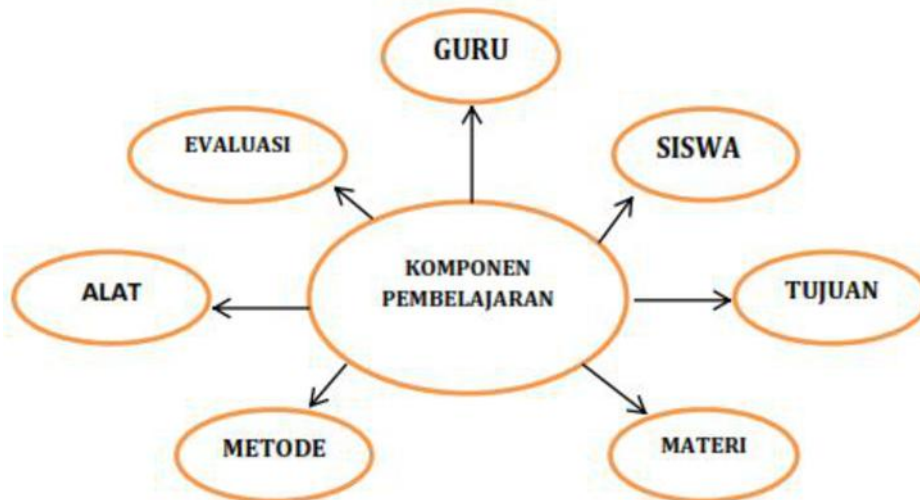 GURU
EVALUASI
SISWA
KOMPONEN
PEMBELAJARAN
ALAT
TUJUAN
METODE
MATERI